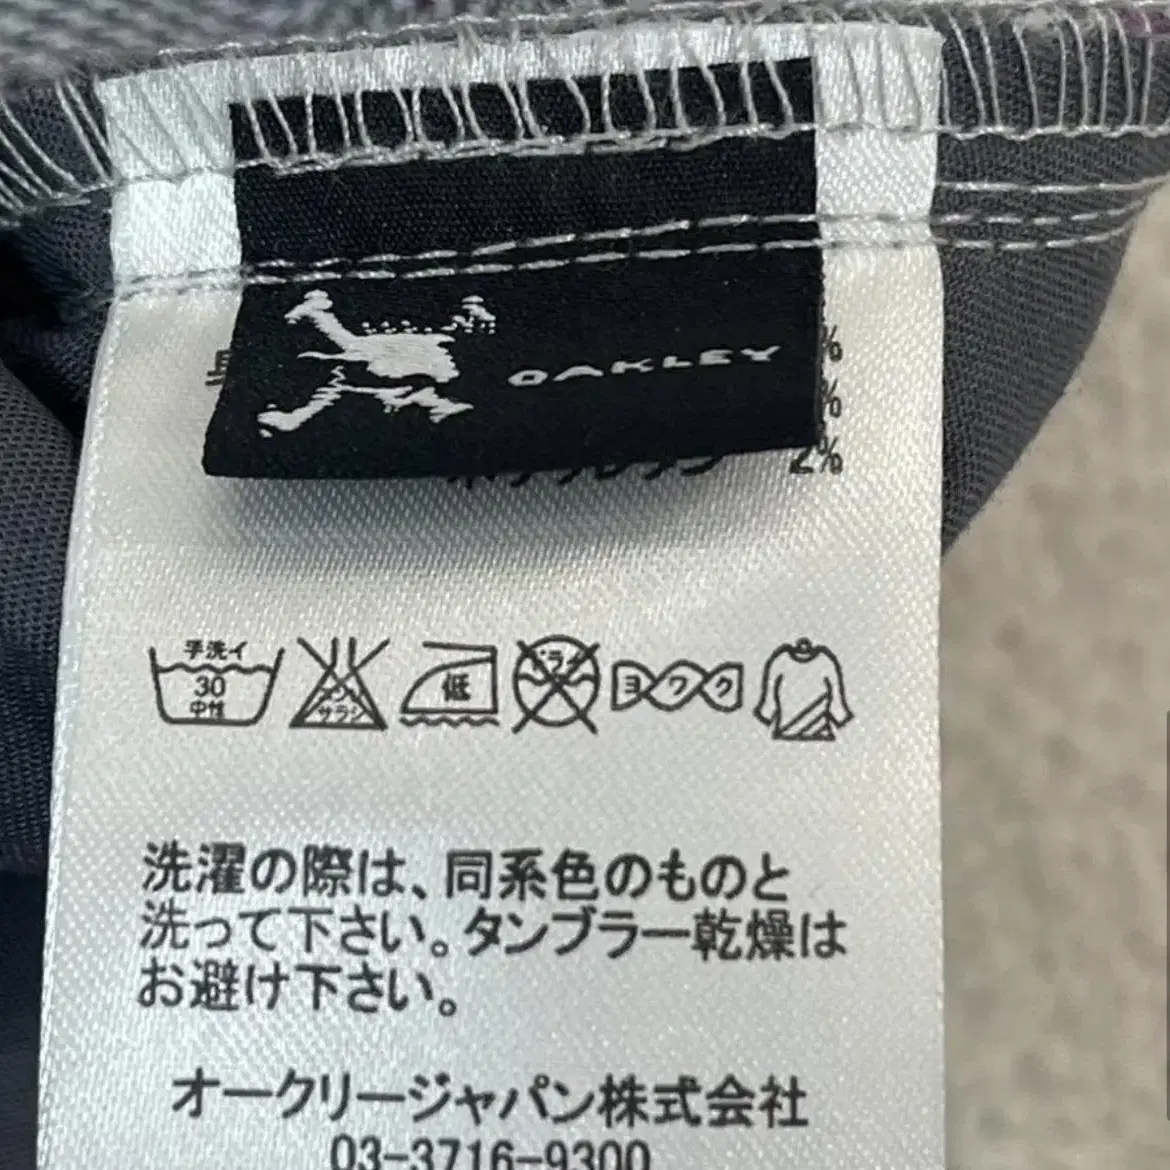 OAKLEY
%
%
2%
手洗イ
30
中性
サラシ
低
ドライ
ヨワク
洗濯の際は、同系色のものと
洗って下さい。タンブラー乾燥は
お避け下さい。
オークリージャパン株式会社
03-3716-9300